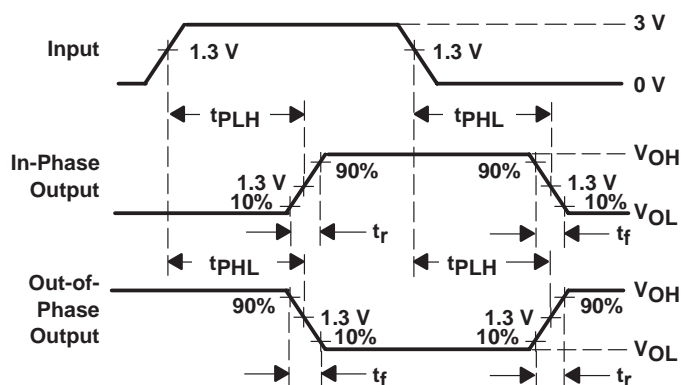 3 V
Input
1.3 V
1.3 V
0 V
tPLH
tPHL
VOH
In-Phase
Output
90%
90%
1.3 V
1.3 V
10%
10%
VOL
tr
tf
tPHL
tPLH
Out-of-
Phase
Output
VOH
90%
90%
1.3 V
1.3 V
10%
10%
VOL
tf
tr